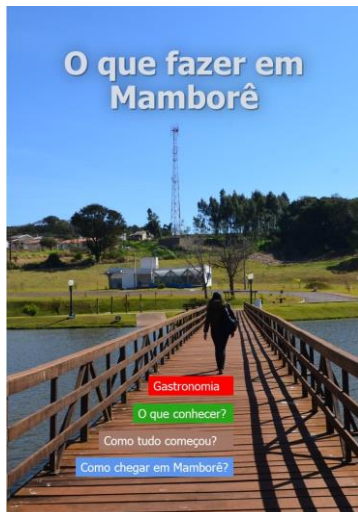 O que fazer em
Mamborê
Gastronomia
O que conhecer?
Como tudo começou?
Como chegar em Mamborê?